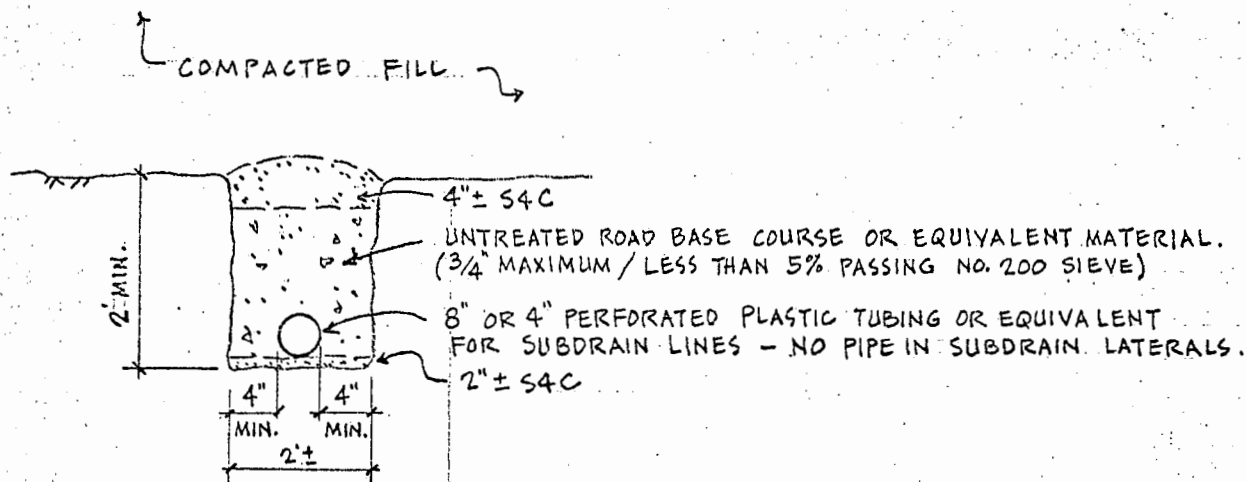 COMPACTED FILL
4"± S4C
UNTREATED ROAD BASE COURSE OR EQUIVALENT MATERIAL.
(3/4" MAXIMUM / LESS THAN 5% PASSING NO. 200 SIEVE)
2' MIN.
8" OR 4" PERFORATED PLASTIC TUBING OR EQUIVALENT
FOR SUBDRAIN LINES – NO PIPE IN SUBDRAIN LATERALS.
2"± S4C
4" 4"
MIN. MIN.
2'±